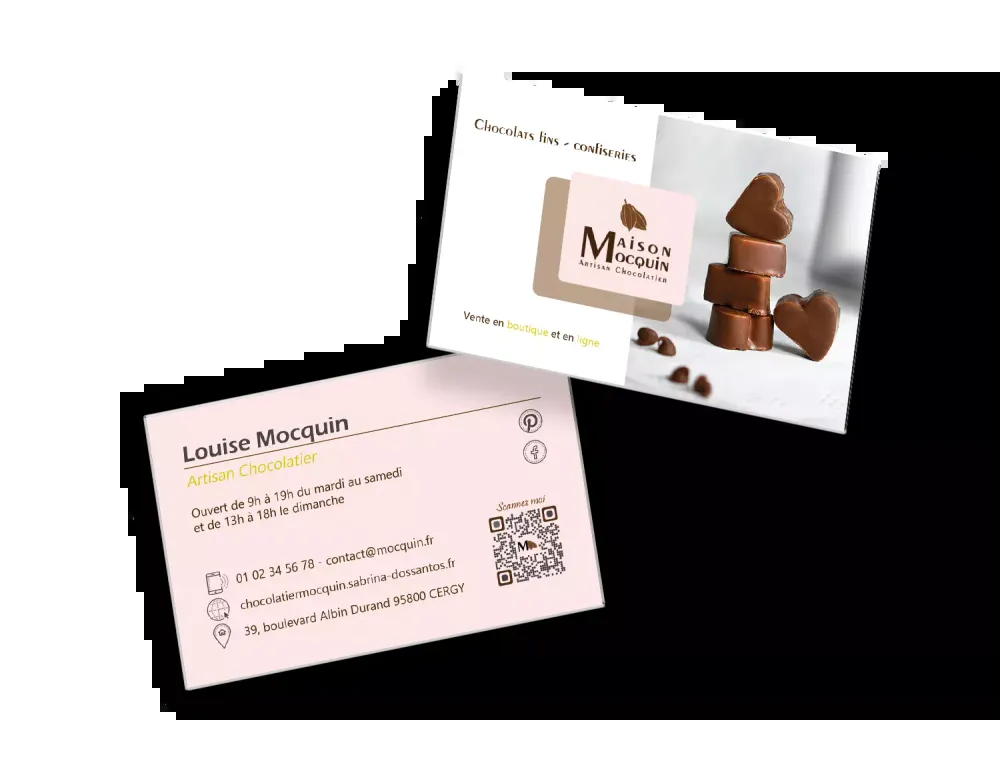 Chocolats fins - confiseries
Maison
Mocquin
Artisan Chocolatier
Vente en boutique et en ligne
Louise Mocquin
Artisan Chocolatier
Ouvert de 9h à 19h du mardi au samedi
et de 13h à 18h le dimanche
Scannez moi
M
01 02 34 56 78 - contact@mocquin.fr
chocolatiermocquin.sabrina-dossantos.fr
39, boulevard Albin Durand 95800 CERGY